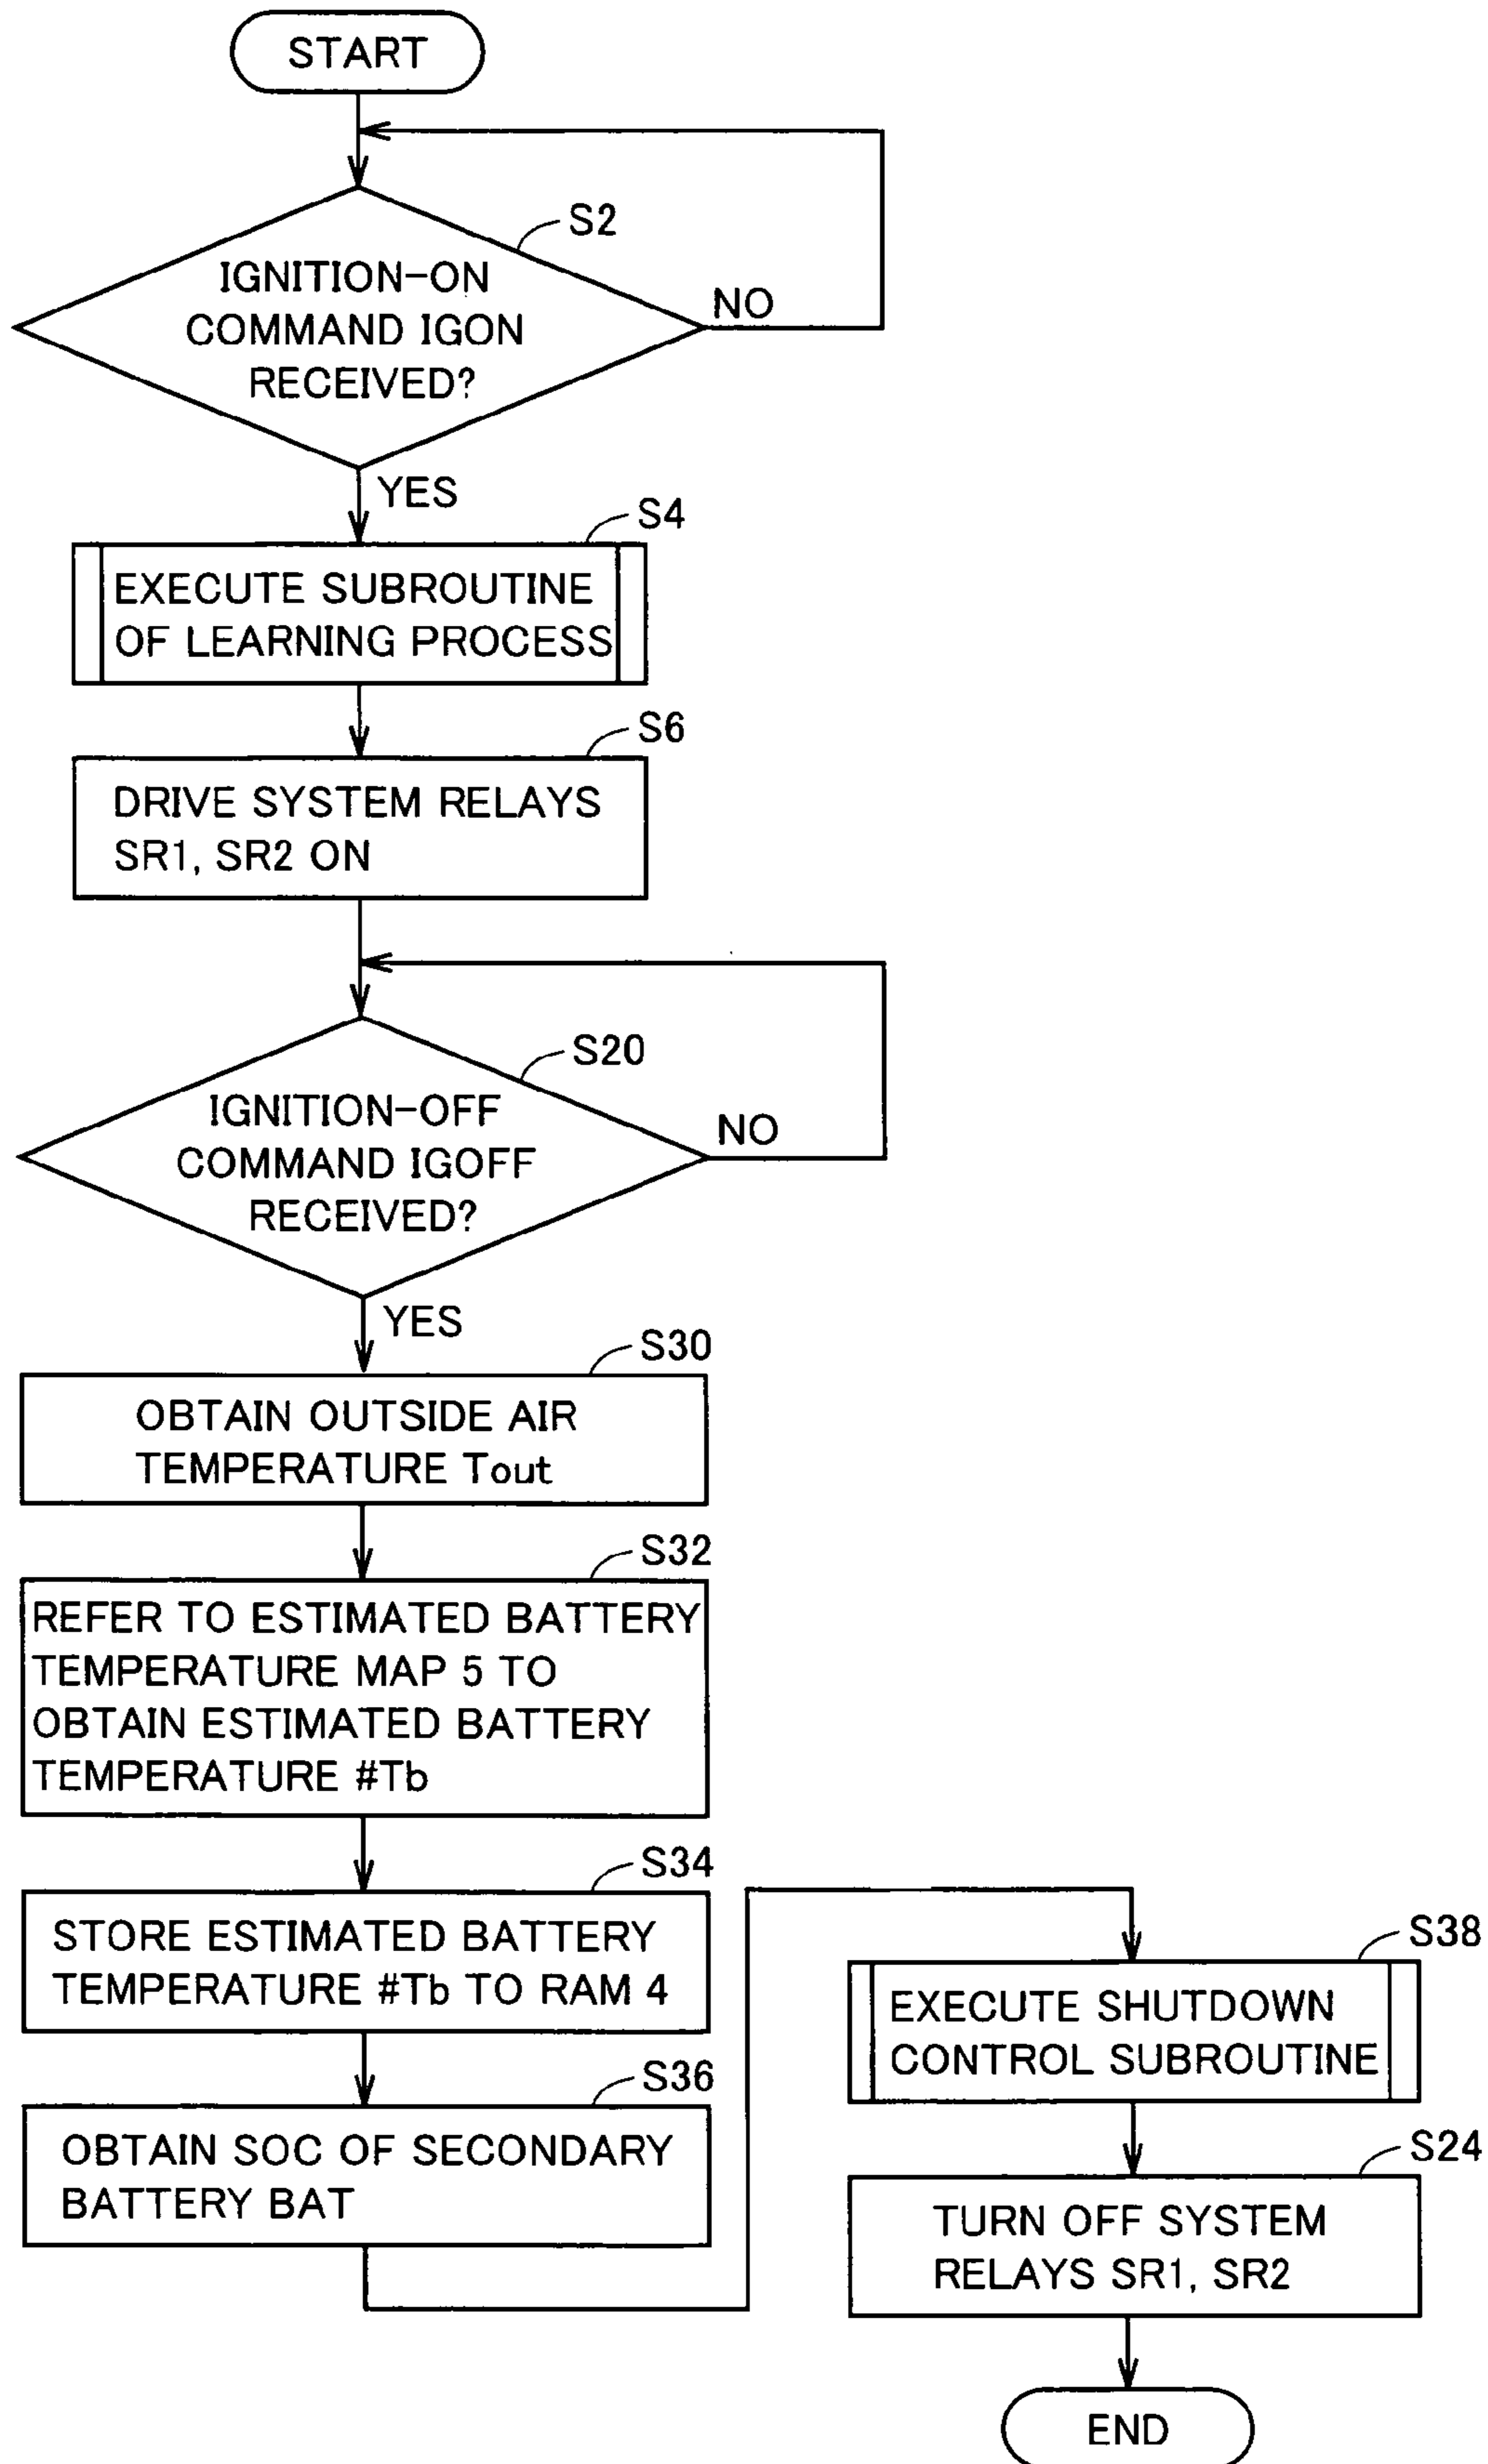 START
S2
IGNITION-ON
COMMAND IGON
RECEIVED?
NO
YES
S4
EXECUTE SUBROUTINE
OF LEARNING PROCESS
S6
DRIVE SYSTEM RELAYS
SR1, SR2 ON
S20
IGNITION-OFF
COMMAND IGOFF
RECEIVED?
NO
YES
S30
OBTAIN OUTSIDE AIR
TEMPERATURE Tout
S32
REFER TO ESTIMATED BATTERY
TEMPERATURE MAP 5 TO
OBTAIN ESTIMATED BATTERY
TEMPERATURE #Tb
S34
STORE ESTIMATED BATTERY
TEMPERATURE #Tb TO RAM 4
S36
OBTAIN SOC OF SECONDARY
BATTERY BAT
S38
EXECUTE SHUTDOWN
CONTROL SUBROUTINE
S24
TURN OFF SYSTEM
RELAYS SR1, SR2
END